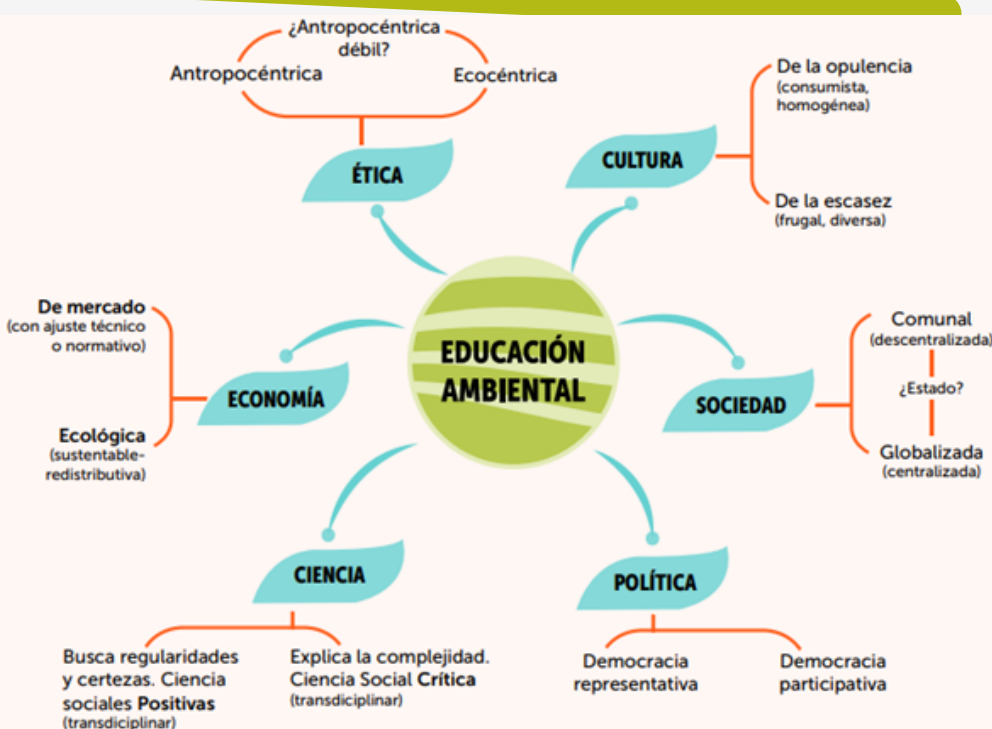 ¿Antropocéntrica
débil?
Antropocéntrica
Ecocéntrica
ÉTICA
CULTURA
De la opulencia
(consumista,
homogénea)
De la escasez
(frugal, diversa)
EDUCACIÓN
AMBIENTAL
De mercado
(con ajuste técnico
o normativo)
ECONOMÍA
Ecológica
(sustentable-
redistributiva)
SOCIEDAD
Comunal
(descentralizada)
¿Estado?
Globalizada
(centralizada)
CIENCIA
Busca regularidades
y certezas. Ciencia
sociales Positivas
(transdiciplinar)
Explica la complejidad.
Ciencia Social Crítica
(transdiciplinar)
POLÍTICA
Democracia
representativa
Democracia
participativa